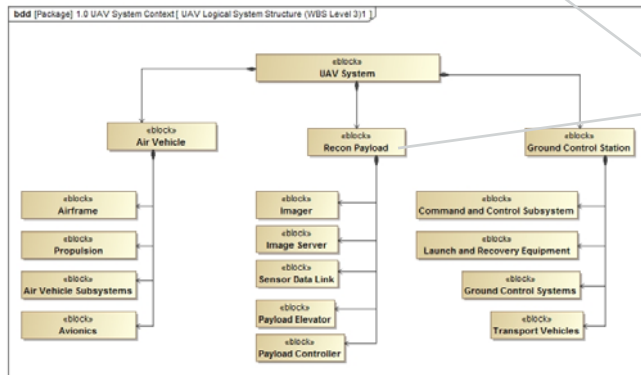 bdd [Package] 1.0 UAV System Context [ UAV Logical System Structure (WBS Level 3)1 ]
«block»
UAV System
«block»
Air Vehicle
«block»
Recon Payload
«block»
Ground Control Station
«block»
Airframe
«block»
Propulsion
«block»
Air Vehicle Subsystems
«block»
Avionics
«block»
Imager
«block»
Image Server
«block»
Sensor Data Link
«block»
Payload Elevator
«block»
Payload Controller
«block»
Command and Control Subsystem
«block»
Launch and Recovery Equipment
«block»
Ground Control Systems
«block»
Transport Vehicles